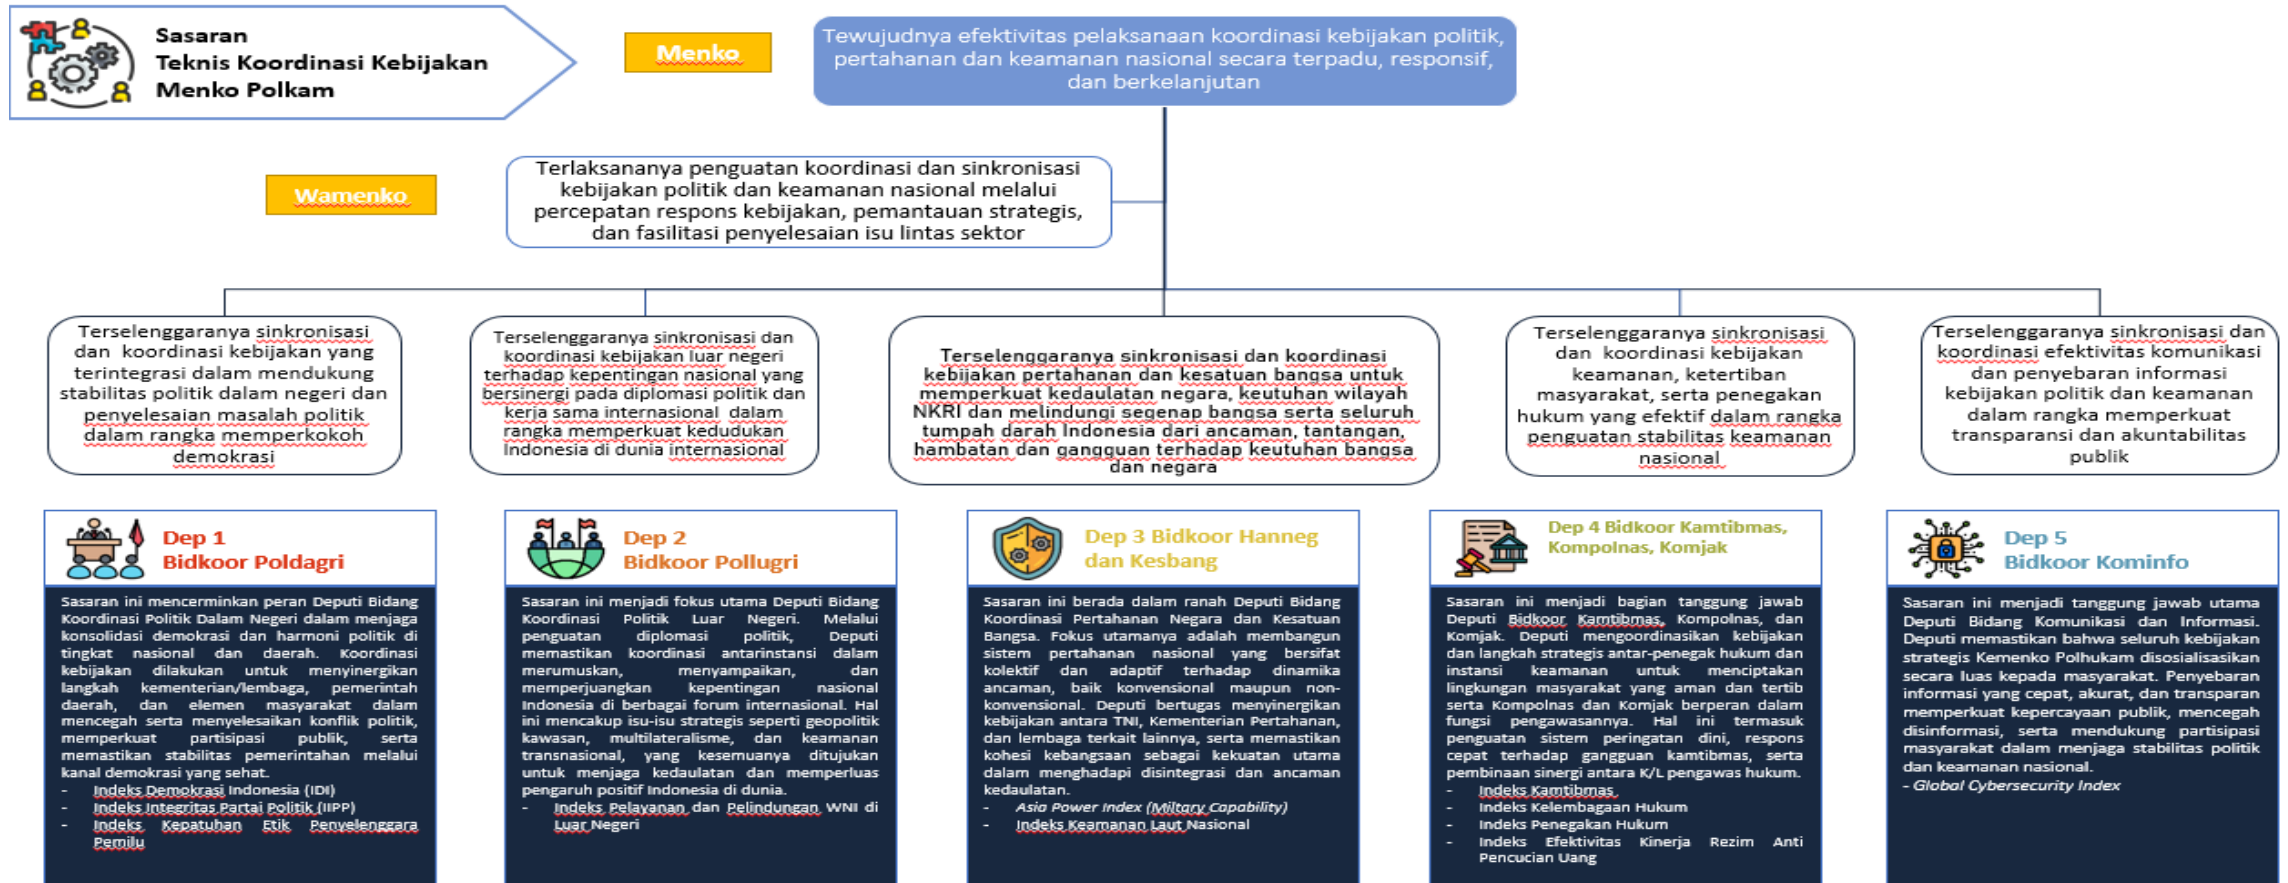 Sasaran
Teknis Koordinasi Kebijakan
Menko Polkam
Menko
Tewujudnya efektivitas pelaksanaan koordinasi kebijakan politik,
pertahanan dan keamanan nasional secara terpadu, responsif,
dan berkelanjutan
Wamenko
Terlaksananya penguatan koordinasi dan sinkronisasi
kebijakan politik dan keamanan nasional melalui
percepatan respons kebijakan, pemantauan strategis,
dan fasilitasi penyelesaian isu lintas sektor
Terselenggaranya sinkronisasi
dan koordinasi kebijakan yang
terintegrasi dalam mendukung
stabilitas politik dalam negeri dan
penyelesaian masalah politik
dalam rangka memperkokoh
demokrasi
Terselenggaranya sinkronisasi dan
koordinasi kebijakan luar negeri
terhadap kepentingan nasional yang
bersinergi pada diplomasi politik dan
kerja sama internasional dalam
rangka memperkuat kedudukan
Indonesia di dunia internasional
Terselenggaranya sinkronisasi dan koordinasi
kebijakan pertahanan dan kesatuan bangsa untuk
memperkuat kedaulatan negara, keutuhan wilayah
NKRI dan melindungi segenap bangsa serta seluruh
tumpah darah Indonesia dari ancaman, tantangan,
hambatan dan gangguan terhadap keutuhan bangsa
dan negara
Terselenggaranya sinkronisasi
dan koordinasi kebijakan
keamanan, ketertiban
masyarakat, serta penegakan
hukum yang efektif dalam rangka
penguatan stabilitas keamanan
nasional
Terselenggaranya sinkronisasi dan
koordinasi efektivitas komunikasi
dan penyebaran informasi
kebijakan politik dan keamanan
dalam rangka memperkuat
transparansi dan akuntabilitas
publik
Dep 1
Bidkoor Poldagri
Sasaran ini mencerminkan peran Deputi Bidang
Koordinasi Politik Dalam Negeri dalam menjaga
konsolidasi demokrasi dan harmoni politik di
tingkat nasional dan daerah. Koordinasi
kebijakan dilakukan untuk menyinergikan
langkah kementerian/lembaga, pemerintah
daerah, dan elemen masyarakat dalam
mencegah serta menyelesaikan konflik politik,
memperkuat partisipasi publik, serta
memastikan stabilitas pemerintahan melalui
kanal demokrasi yang sehat.
- Indeks Demokrasi Indonesia (IDI)
- Indeks Integritas Partai Politik (IIPP)
- Indeks Kepatuhan Etik Penyelenggara
Pemilu
Dep 2
Bidkoor Pollugri
Sasaran ini menjadi fokus utama Deputi Bidang
Koordinasi Politik Luar Negeri. Melalui
penguatan diplomasi politik, Deputi
memastikan koordinasi antarinstansi dalam
merumuskan, menyampaikan, dan
memperjuangkan kepentingan nasional
Indonesia di berbagai forum internasional. Hal
ini mencakup isu-isu strategis seperti geopolitik
kawasan, multilateralisme, dan keamanan
transnasional, yang kesemuanya ditujukan
untuk menjaga kedaulatan dan memperluas
pengaruh positif Indonesia di dunia.
- Indeks Pelayanan dan Pelindungan WNI di
Luar Negeri
Dep 3 Bidkoor Hanneg
dan Kesbang
Sasaran ini berada dalam ranah Deputi Bidang
Koordinasi Pertahanan Negara dan Kesatuan
Bangsa. Fokus utamanya adalah membangun
sistem pertahanan nasional yang bersifat
kolektif dan adaptif terhadap dinamika
ancaman, baik konvensional maupun non-
konvensional. Deputi bertugas menyinergikan
kebijakan antara TNI, Kementerian Pertahanan,
dan lembaga terkait lainnya, serta memastikan
kohesi kebangsaan sebagai kekuatan utama
dalam menghadapi disintegrasi dan ancaman
kedaulatan.
- Asia Power Index (Miltary Capability)
- Indeks Keamanan Laut Nasional
Dep 4 Bidkoor Kamtibmas,
Kompolnas, Komjak
Sasaran ini menjadi bagian tanggung jawab
Deputi Bidkoor Kamtibmas, Kompolnas, dan
Komjak. Deputi mengoordinasikan kebijakan
dan langkah strategis antar-penegak hukum dan
instansi keamanan untuk menciptakan
lingkungan masyarakat yang aman dan tertib
serta Kompolnas dan Komjak berperan dalam
fungsi pengawasannya. Hal ini termasuk
penguatan sistem peringatan dini, respons
cepat terhadap gangguan kamtibmas, serta
pembinaan sinergi antara K/L pengawas hukum.
- Indeks Kamtibmas
- Indeks Kelembagaan Hukum
- Indeks Penegakan Hukum
- Indeks Efektivitas Kinerja Rezim Anti
Pencucian Uang
Dep 5
Bidkoor Kominfo
Sasaran ini menjadi tanggung jawab utama
Deputi Bidang Komunikasi dan Informasi.
Deputi memastikan bahwa seluruh kebijakan
strategis Kemenko Polhukam disosialisasikan
secara luas kepada masyarakat. Penyebaran
informasi yang cepat, akurat, dan transparan
memperkuat kepercayaan publik, mencegah
disinformasi, serta mendukung partisipasi
masyarakat dalam menjaga stabilitas politik
dan keamanan nasional.
- Global Cybersecurity Index